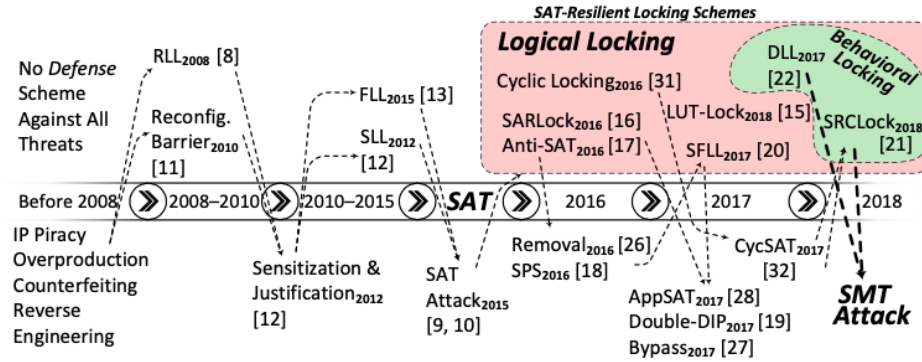 SAT-Resilient Locking Schemes
Logical Locking
Behavioral
Locking
DLL2017
[22]
RLL2008 [8]
No Defense
Scheme
Against All
Threats
Reconfig.
Barrier2010
[11]
FLL2015 [13]
SLL2012
[12]
Cyclic Locking2016 [31]
LUT-Lock2018 [15]
SARLock2016 [16]
Anti-SAT2016 [17]
SFLL2017 [20]
SRCLock2018
[21]
Before 2008
2008–2010
2010–2015
SAT
2016
2017
2018
IP Piracy
Overproduction
Counterfeiting
Reverse
Engineering
Sensitization &
Justification2012
[12]
SAT
Attack2015
[9, 10]
Removal2016 [26]
SPS2016 [18]
CycSAT2017
[32]
AppSAT2017 [28]
Double-DIP2017 [19]
Bypass2017 [27]
SMT
Attack